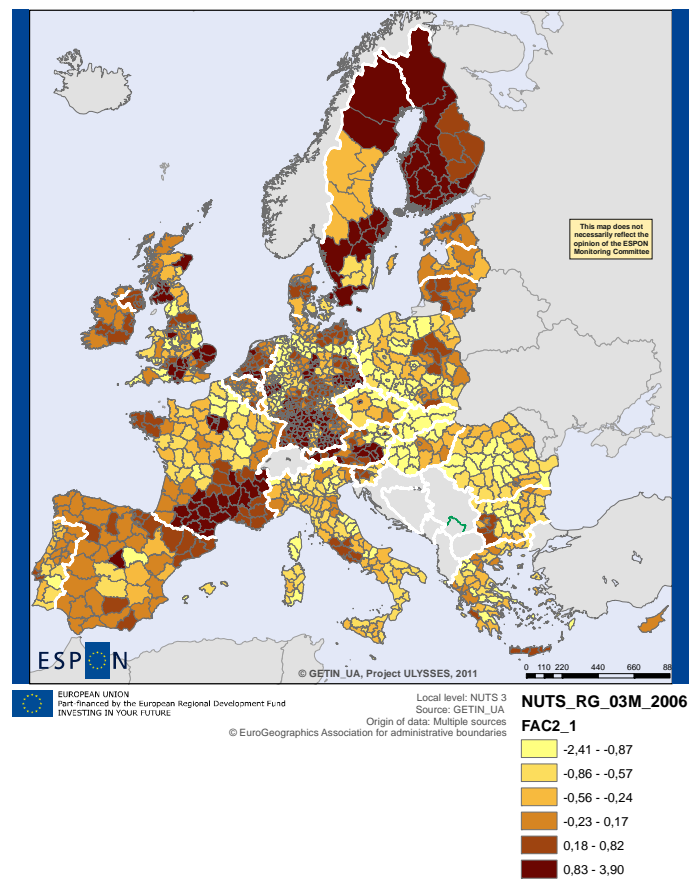 This map does not
necessarily reflect the
opinion of the ESPON
Monitoring Committee
ESPON
© GETIN_UA, Project ULYSSES, 2011
0 110 220 440 660 88
EUROPEAN UNION
Part-financed by the European Regional Development Fund
INVESTING IN YOUR FUTURE
Local level: NUTS 3
Source: GETIN_UA
Origin of data: Multiple sources
© EuroGeographics Association for administrative boundaries
NUTS_RG_03M_2006
FAC2_1
-2,41 - -0,87
-0,86 - -0,57
-0,56 - -0,24
-0,23 - 0,17
0,18 - 0,82
0,83 - 3,90